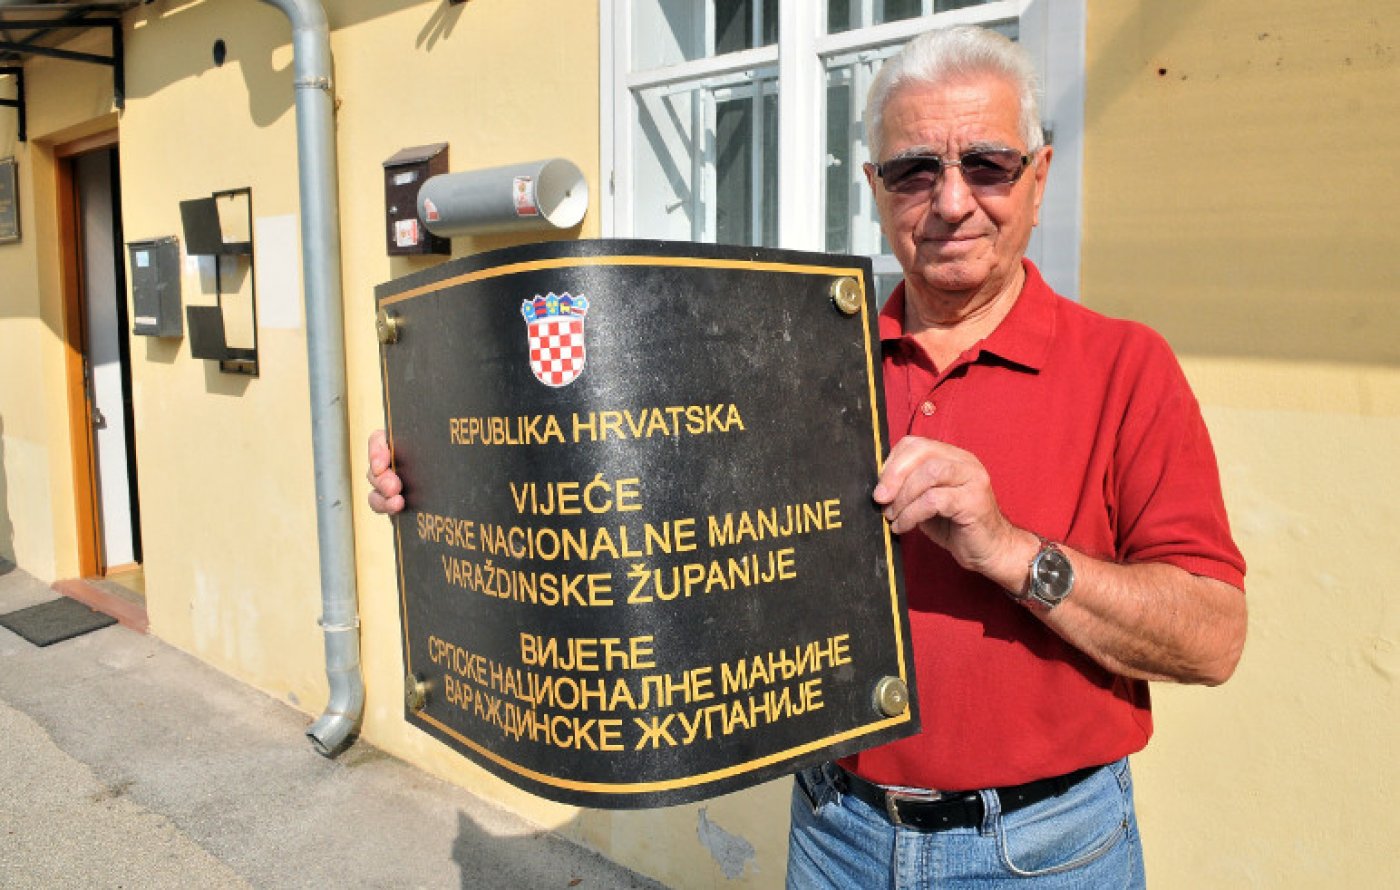 REPUBLIKA HRVATSKA
VIJEĆE
SRPSKE NACIONALNE MANJINE
VARAŽDINSKE ŽUPANIJE
ВИЈЕЋЕ
СРПСКЕ НАЦИОНАЛНЕ МАЊИНЕ
ВАРАЖДИНСКЕ ЖУПАНИЈЕ